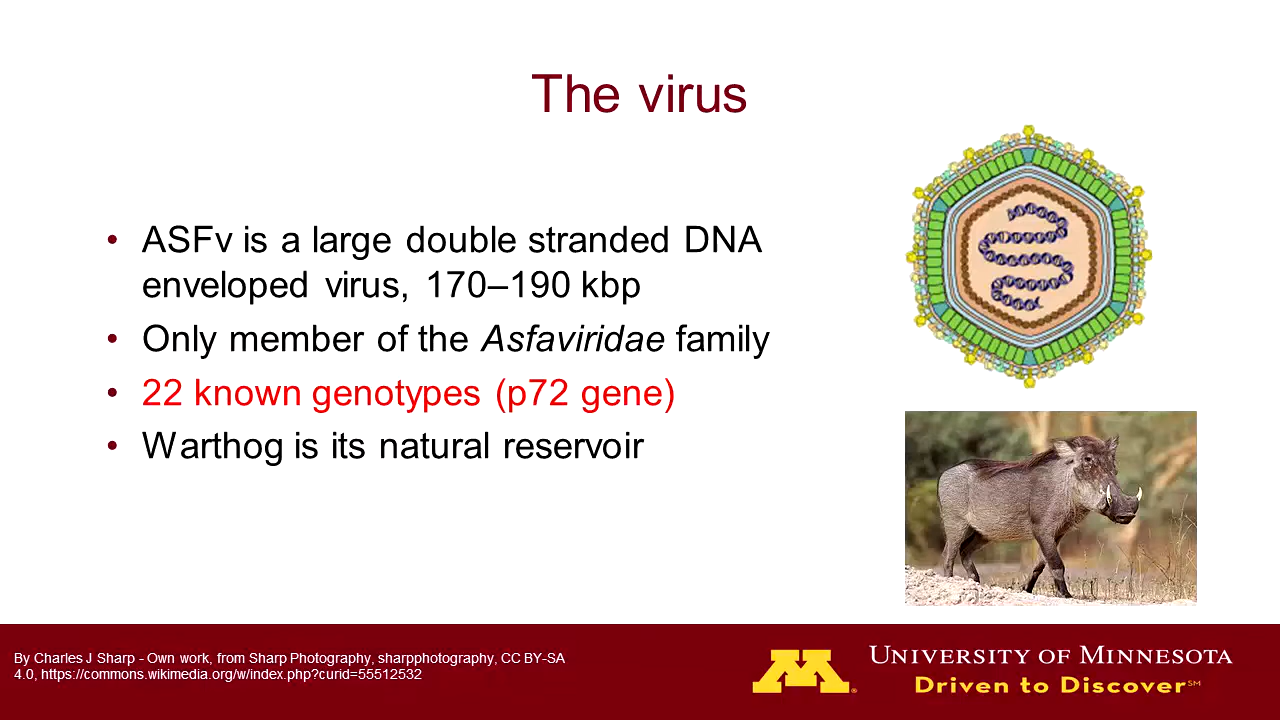 The virus
• ASFv is a large double stranded DNA
enveloped virus, 170–190 kbp
• Only member of the Asfaviridae family
• 22 known genotypes (p72 gene)
• Warthog is its natural reservoir
By Charles J Sharp - Own work, from Sharp Photography, sharpphotography, CC BY-SA
4.0, https://commons.wikimedia.org/w/index.php?curid=55512532
M®
UNIVERSITY OF MINNESOTA
Driven to Discover℠